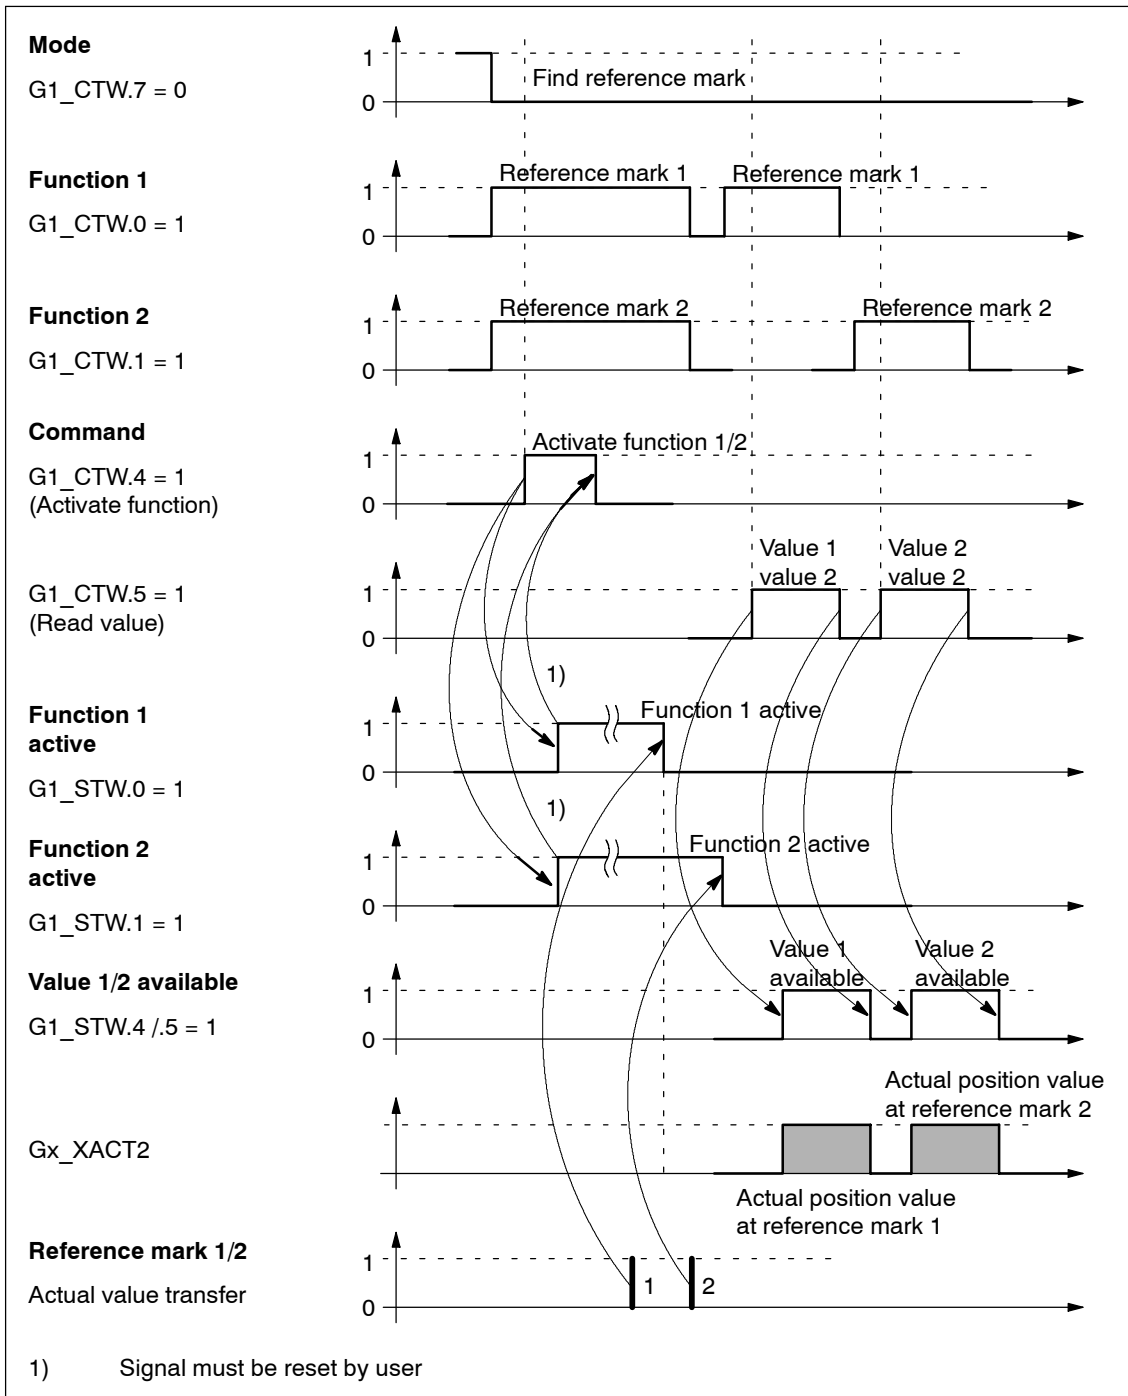 Mode
G1_CTW.7 = 0
1
0
Find reference mark
Function 1
G1_CTW.0 = 1
1
0
Reference mark 1
Reference mark 1
Function 2
G1_CTW.1 = 1
1
0
Reference mark 2
Reference mark 2
Command
G1_CTW.4 = 1
(Activate function)
1
0
Activate function 1/2
G1_CTW.5 = 1
(Read value)
1
0
Value 1
value 2
Value 2
value 2
1)
Function 1
active
G1_STW.0 = 1
1
0
Function 1 active
1)
Function 2
active
G1_STW.1 = 1
1
0
Function 2 active
Value 1/2 available
G1_STW.4 /.5 = 1
1
0
Value 1
available
Value 2
available
Gx_XACT2
Actual position value
at reference mark 2
Actual position value
at reference mark 1
Reference mark 1/2
Actual value transfer
1
0
1
2
1) Signal must be reset by user